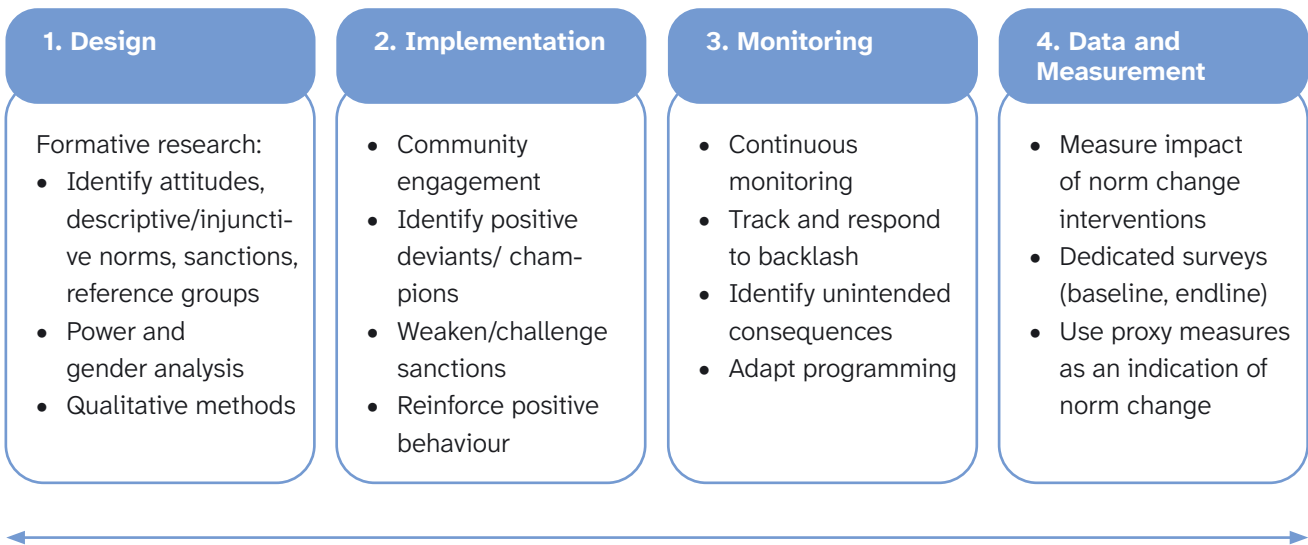 1. Design
Formative research:
• Identify attitudes,
descriptive/injuncti-
ve norms, sanctions,
reference groups
• Power and
gender analysis
• Qualitative methods
2. Implementation
• Community
engagement
• Identify positive
deviants/ cham-
pions
• Weaken/challenge
sanctions
• Reinforce positive
behaviour
3. Monitoring
• Continuous
monitoring
• Track and respond
to backlash
• Identify unintended
consequences
• Adapt programming
4. Data and
Measurement
• Measure impact
of norm change
interventions
• Dedicated surveys
(baseline, endline)
• Use proxy measures
as an indication of
norm change